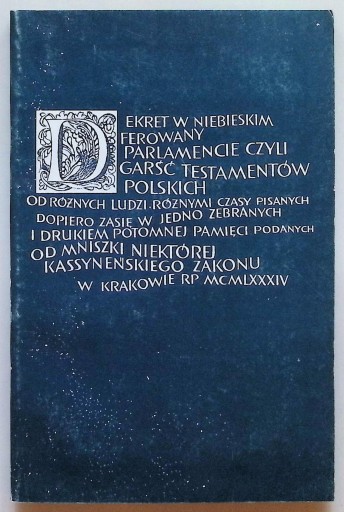 DEKRET W NIEBIESKIM
FEROWANY
PARLAMENCIE CZYLI
GARŚĆ TESTAMENTÓW
POLSKICH
OD RÓŻNYCH LUDZI RÓŻNYMI CZASY PISANYCH
DOPIERO ZASIĘ W JEDNO ZEBRANYCH
I DRUKIEM POTOMNEJ PAMIĘCI PODANYCH
OD MNISZKI NIEKTÓREJ
KASSYNEŃSKIEGO ZAKONU
W KRAKOWIE RP MCMLXXXIV